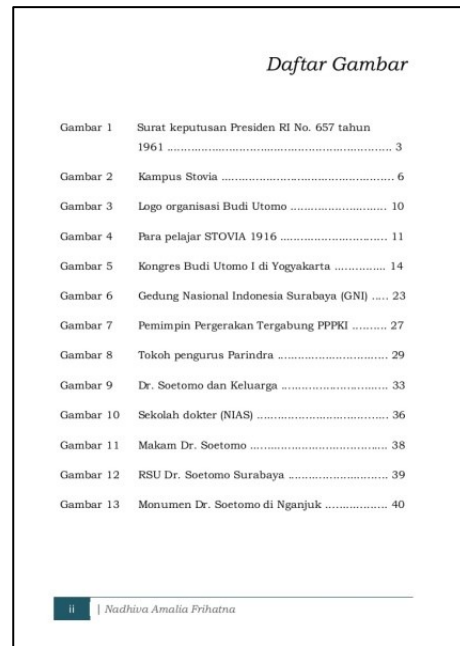 Daftar Gambar
Gambar 1 Surat keputusan Presiden RI No. 657 tahun
1961 .................................................................... 3
Gambar 2 Kampus Stovia .................................................... 6
Gambar 3 Logo organisasi Budi Utomo ............................. 10
Gambar 4 Para pelajar STOVIA 1916 ................................ 11
Gambar 5 Kongres Budi Utomo I di Yogyakarta ............... 14
Gambar 6 Gedung Nasional Indonesia Surabaya (GNI) ..... 23
Gambar 7 Pemimpin Pergerakan Tergabung PPPKI .......... 27
Gambar 8 Tokoh pengurus Parindra ................................. 29
Gambar 9 Dr. Soetomo dan Keluarga ................................ 33
Gambar 10 Sekolah dokter (NIAS) ....................................... 36
Gambar 11 Makam Dr. Soetomo ......................................... 38
Gambar 12 RSU Dr. Soetomo Surabaya .............................. 39
Gambar 13 Monumen Dr. Soetomo di Nganjuk ................... 40
ii | Nadhiva Amalia Frihatna